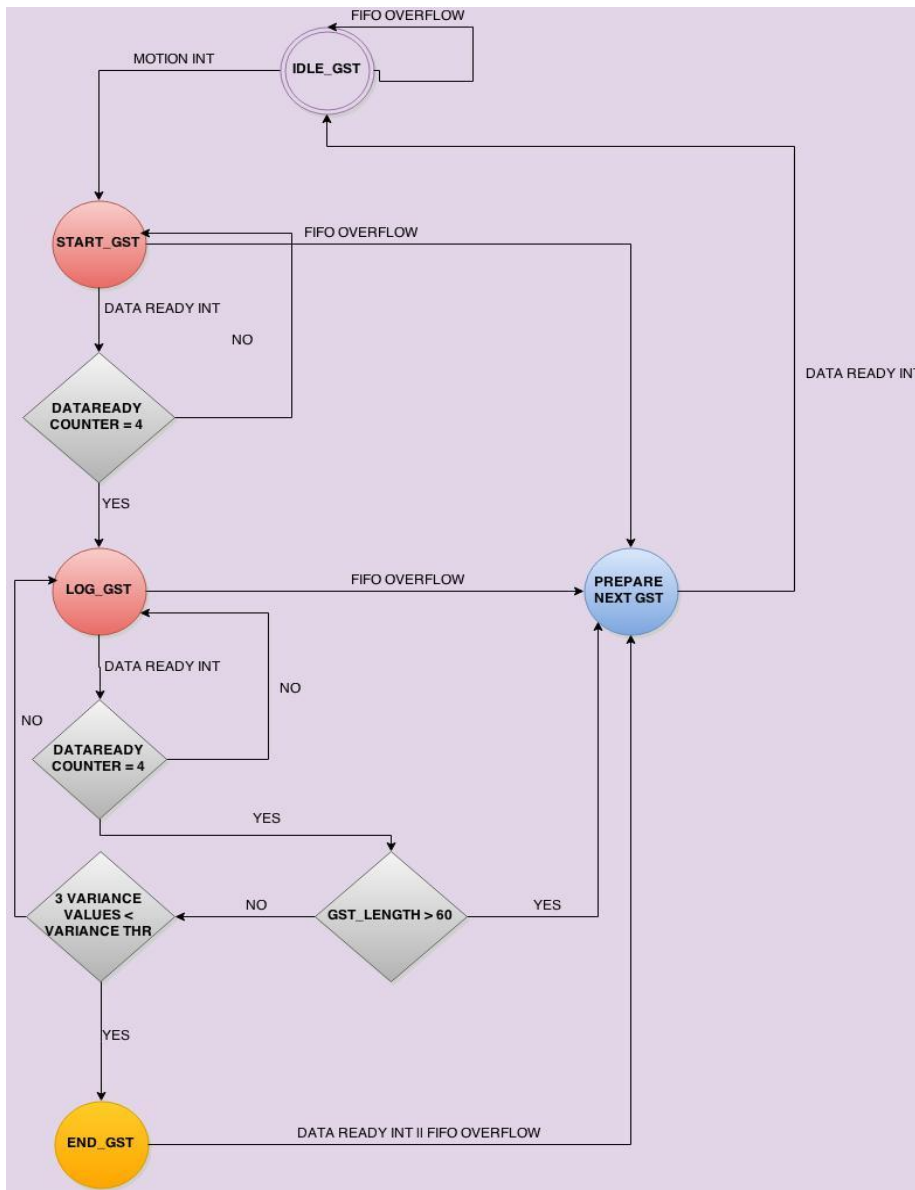 FIFO OVERFLOW
MOTION INT
IDLE_GST
START_GST
FIFO OVERFLOW
DATA READY INT
NO
DATAREADY
COUNTER = 4
DATA READY INT
YES
LOG_GST
FIFO OVERFLOW
PREPARE
NEXT GST
DATA READY INT
NO
NO
DATAREADY
COUNTER = 4
YES
3 VARIANCE
VALUES <
VARIANCE THR
NO
GST_LENGTH > 60
YES
YES
END_GST
DATA READY INT II FIFO OVERFLOW